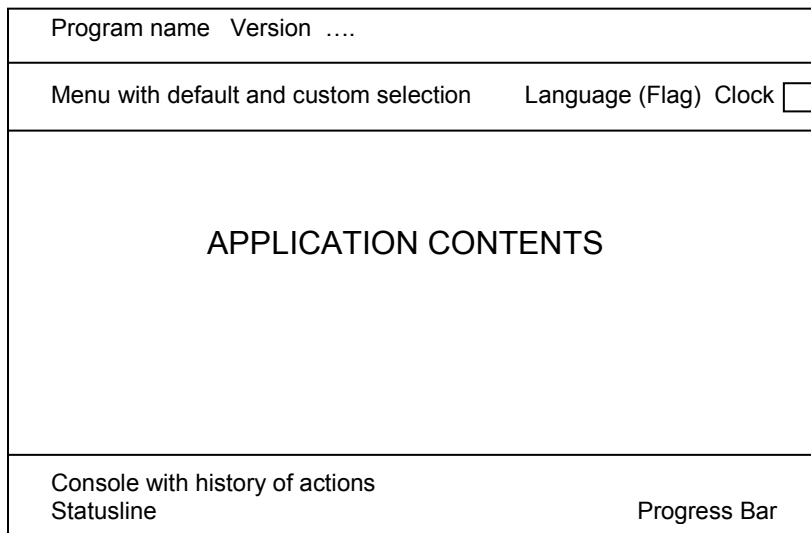 Program name Version ....
Menu with default and custom selection Language (Flag) Clock
APPLICATION CONTENTS
Console with history of actions
Statusline Progress Bar